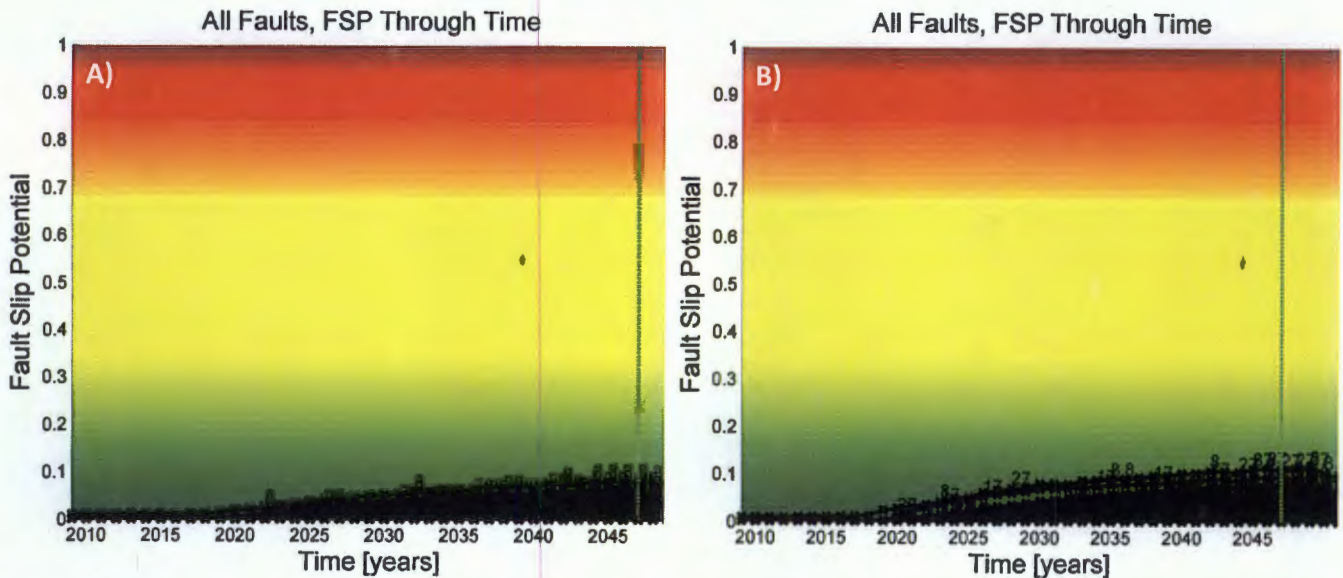 All Faults, FSP Through Time
A)
1
0.9
0.8
0.7
0.6
0.5
0.4
0.3
0.2
0.1
0
Fault Slip Potential
2010 2015 2020 2025 2030 2035 2040 2045
Time [years]
All Faults, FSP Through Time
B)
1
0.9
0.8
0.7
0.6
0.5
0.4
0.3
0.2
0.1
0
Fault Slip Potential
2010 2015 2020 2025 2030 2035 2040 2045
Time [years]